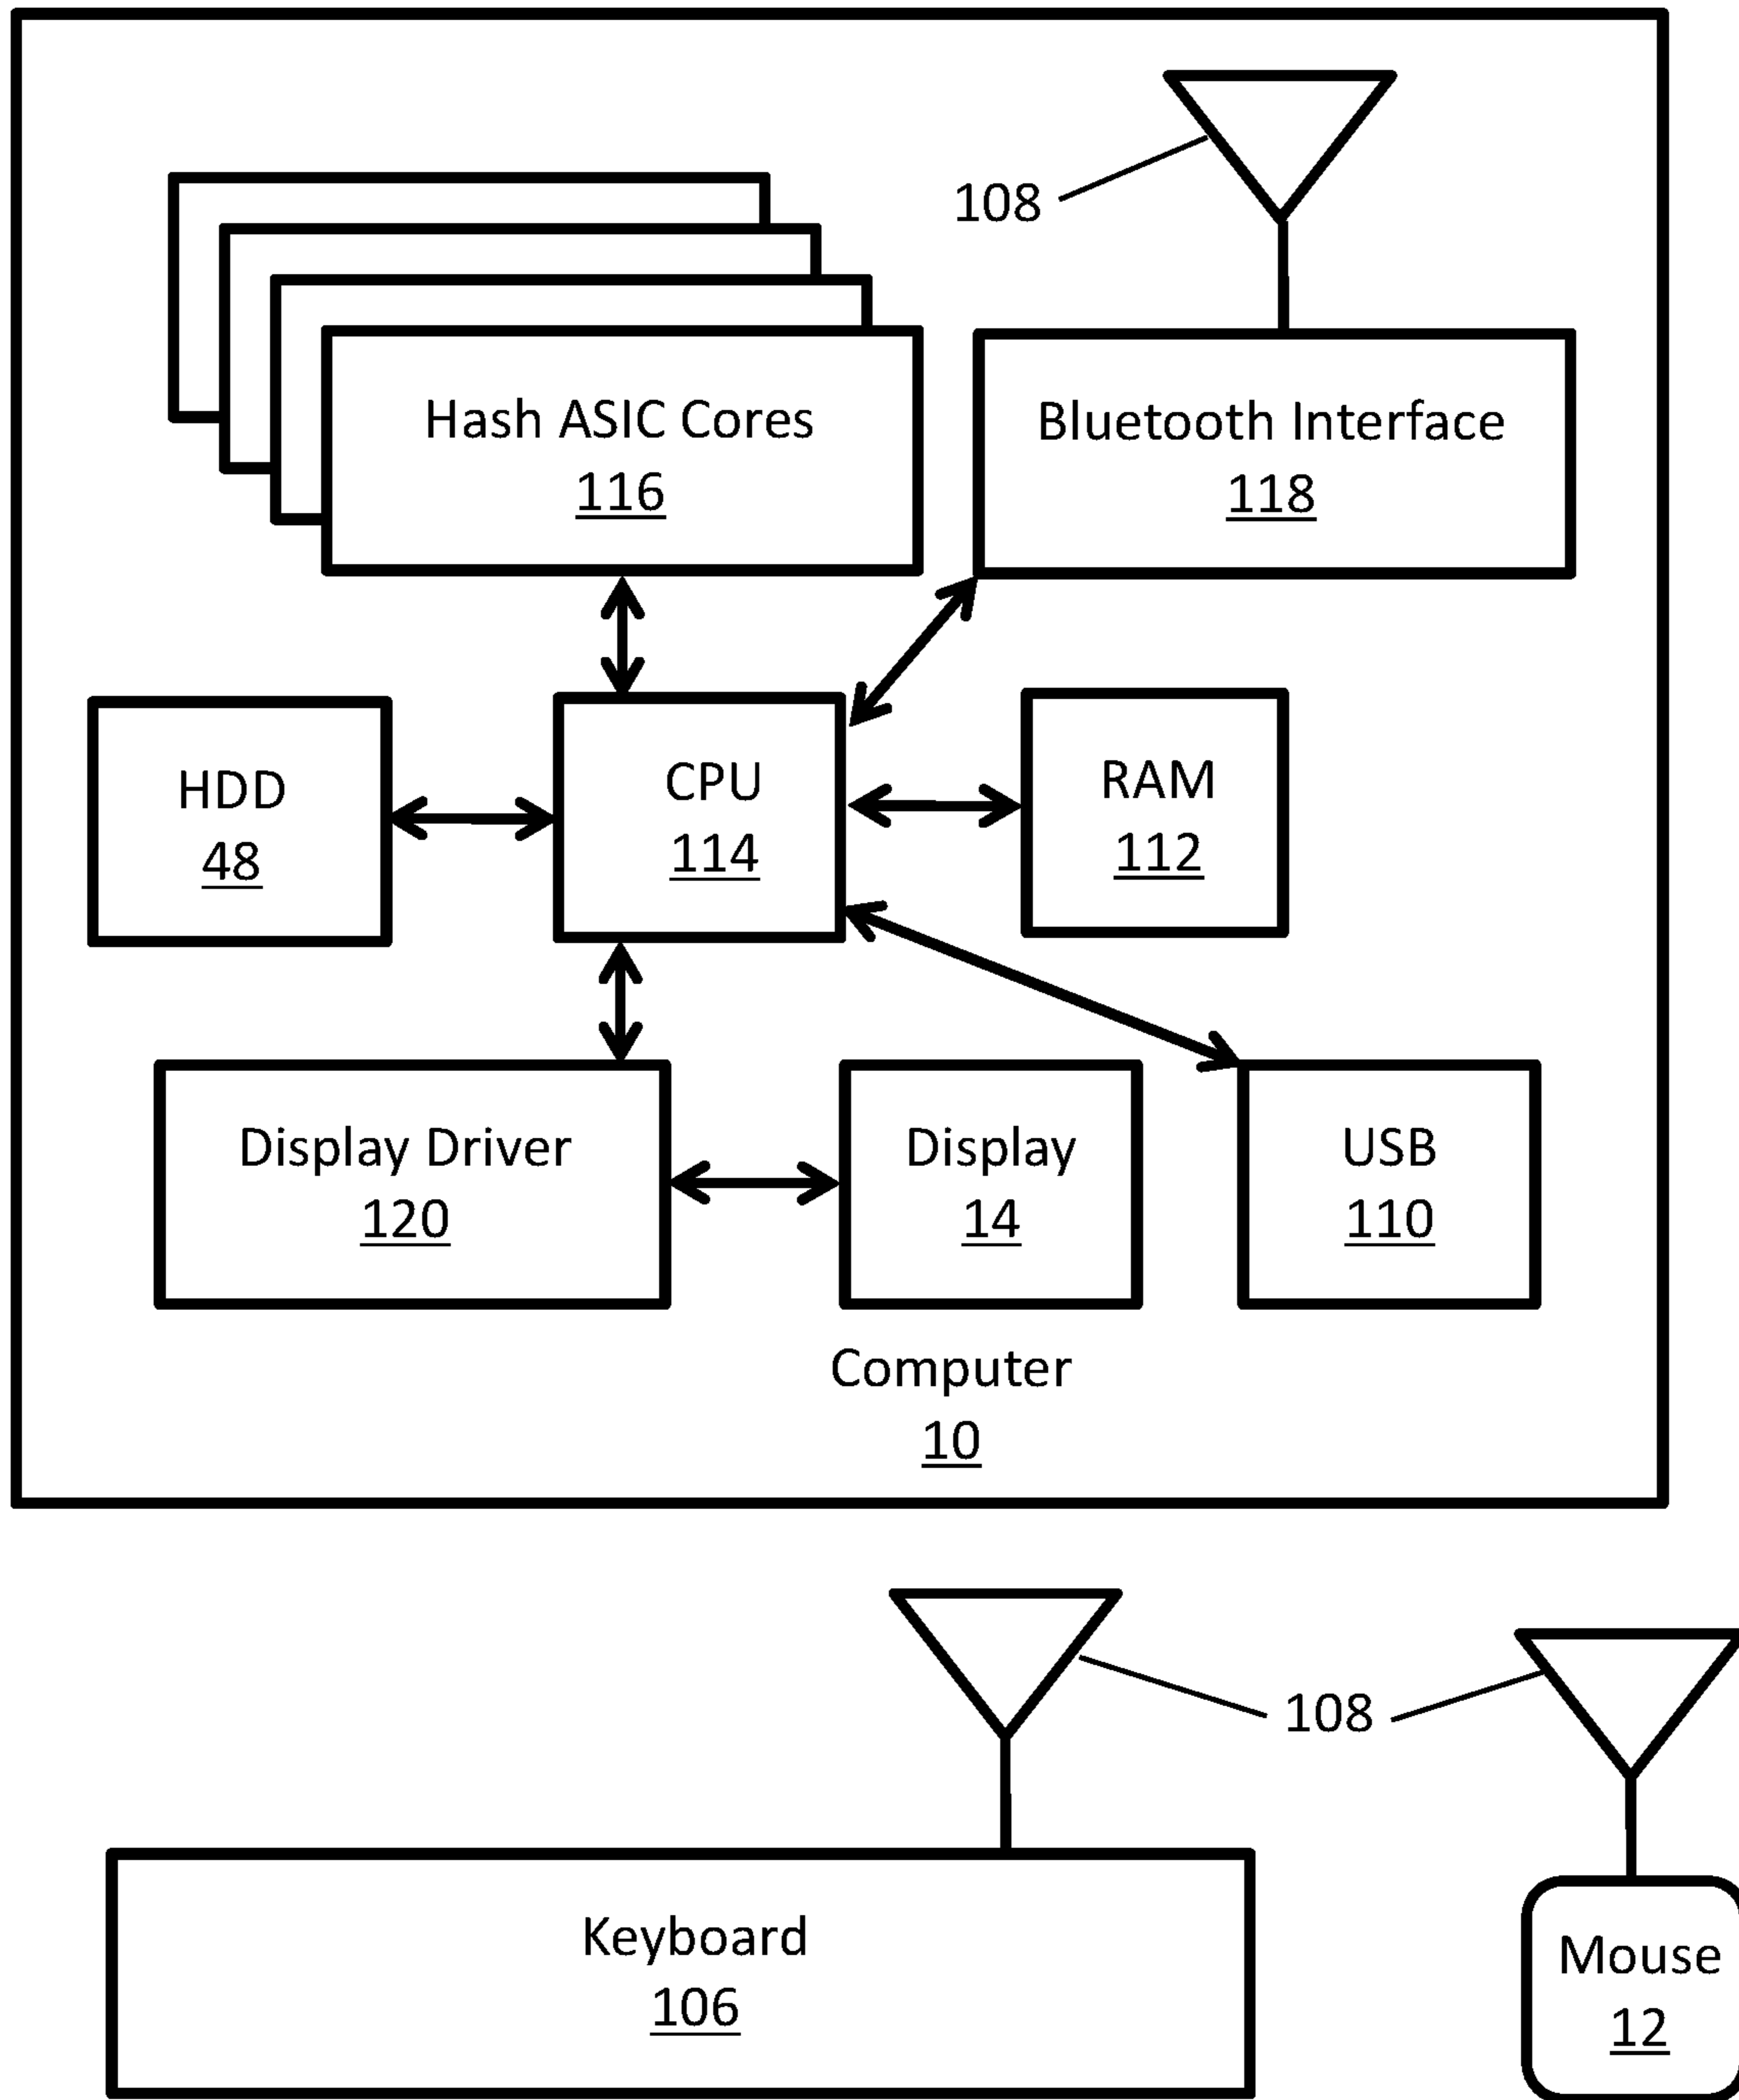 108
Hash ASIC Cores
116
Bluetooth Interface
118
HDD
48
CPU
114
RAM
112
Display Driver
120
Display
14
USB
110
Computer
10
108
Keyboard
106
Mouse
12